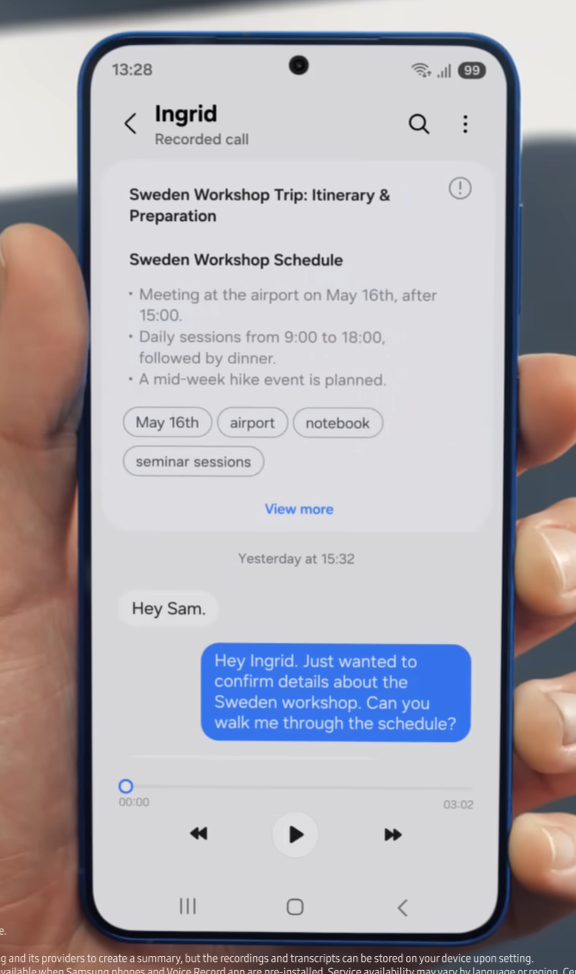 13:28
99
Ingrid
Recorded call
Sweden Workshop Trip: Itinerary &
Preparation
Sweden Workshop Schedule
• Meeting at the airport on May 16th, after
15:00.
• Daily sessions from 9:00 to 18:00,
followed by dinner.
• A mid-week hike event is planned.
May 16th airport notebook
seminar sessions
View more
Yesterday at 15:32
Hey Sam.
Hey Ingrid. Just wanted to
confirm details about the
Sweden workshop. Can you
walk me through the schedule?
00:00 03:02
e.
g and its providers to create a summary, but the recordings and transcripts can be stored on your device upon setting.
vailable when Samsung phones and Voice Record app are pre-installed. Service availability may vary by language or region. Ce